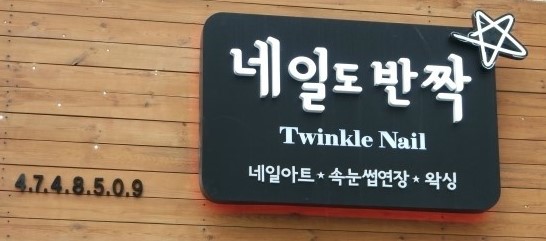 네일도반짝
Twinkle Nail
네일아트 ★ 속눈썹연장 ★ 왁싱
4.7.4.8.5.0.9